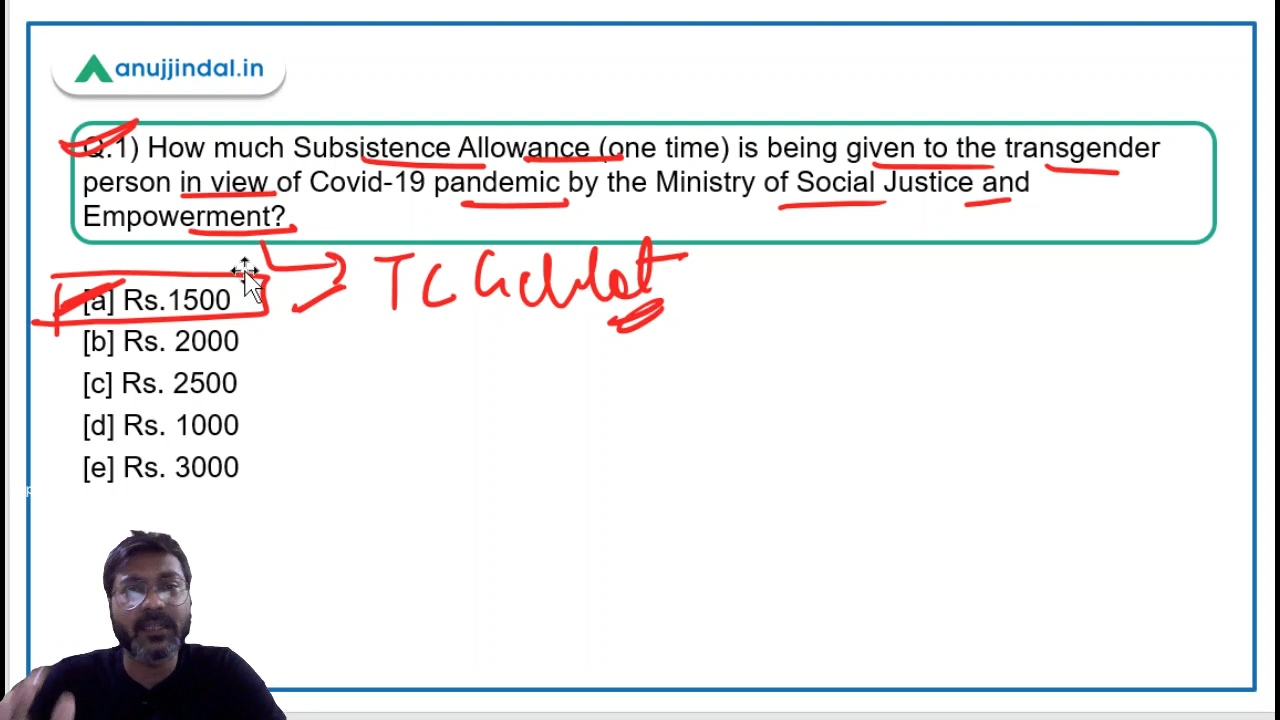 anujjindal.in
Q.1) How much Subsistence Allowance (one time) is being given to the transgender
person in view of Covid-19 pandemic by the Ministry of Social Justice and
Empowerment?
[a] Rs.1500
[b] Rs. 2000
[c] Rs. 2500
[d] Rs. 1000
[e] Rs. 3000